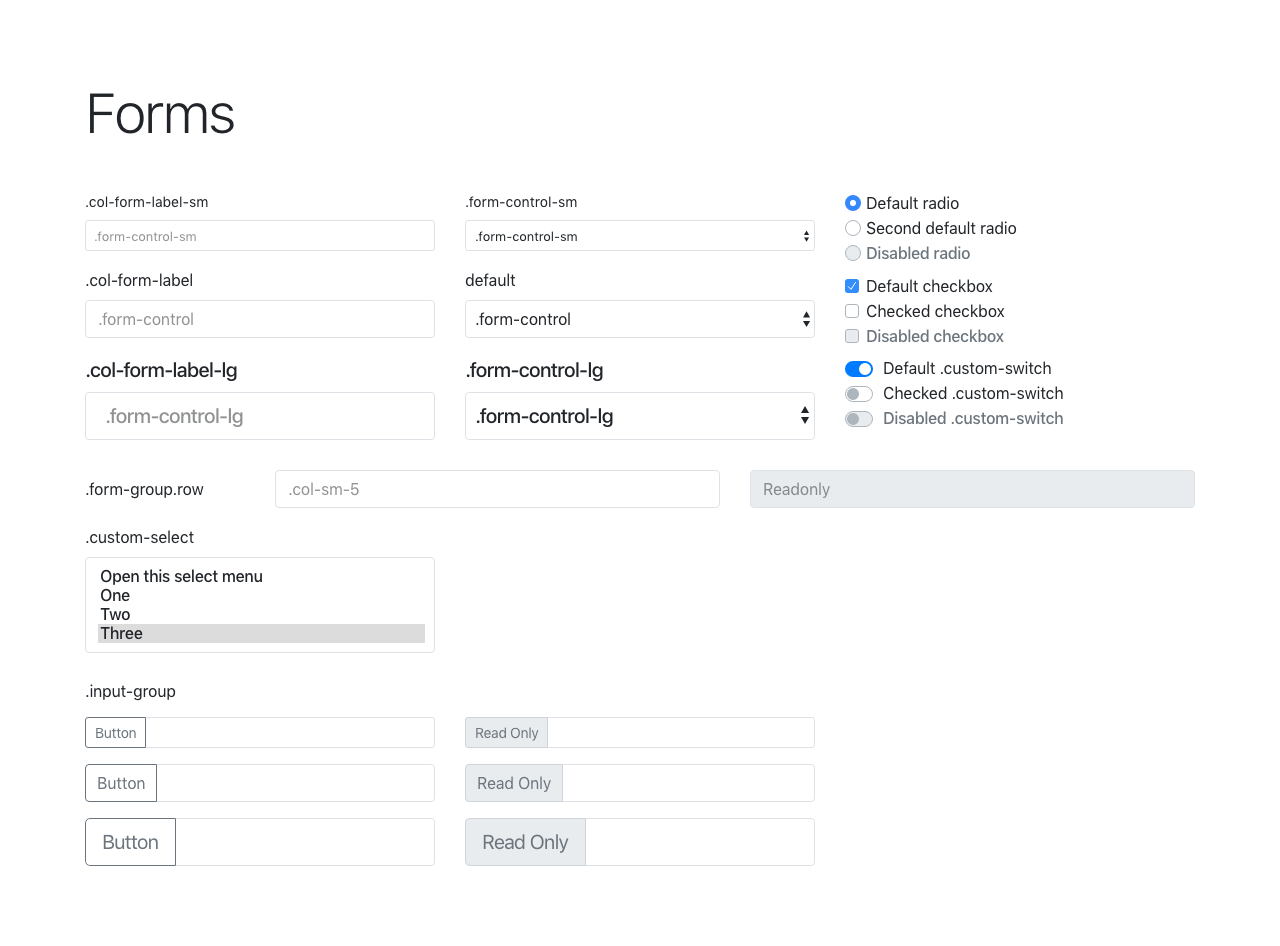 Forms
.col-form-label-sm
.form-control-sm
.col-form-label
.form-control
.col-form-label-lg
.form-control-lg
.form-control-sm
.form-control-sm
default
.form-control
.form-control-lg
.form-control-lg
Default radio
Second default radio
Disabled radio
Default checkbox
Checked checkbox
Disabled checkbox
Default .custom-switch
Checked .custom-switch
Disabled .custom-switch
.form-group.row
.col-sm-5
Readonly
.custom-select
Open this select menu
One
Two
Three
.input-group
Button
Read Only
Button
Read Only
Button
Read Only